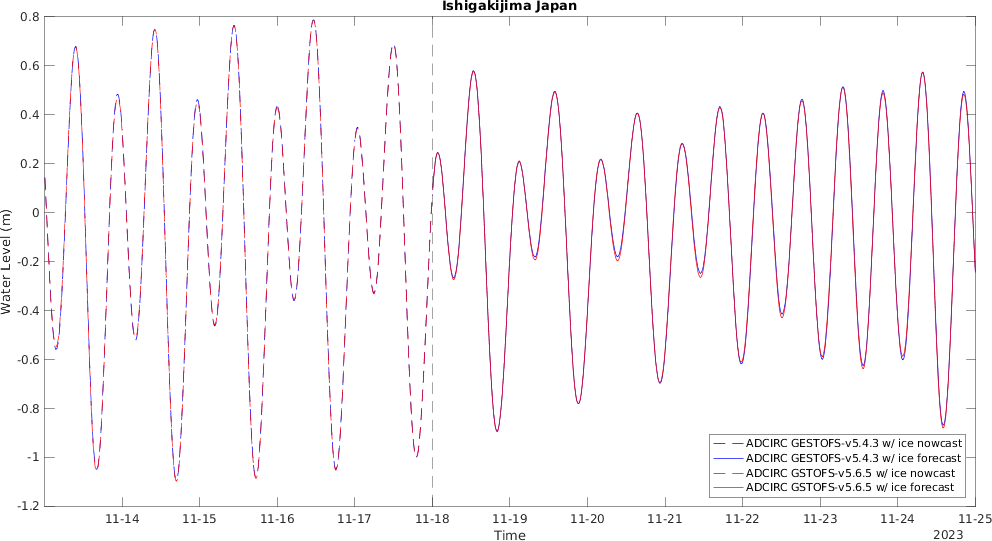 Ishigakijima Japan
0.8
0.6
0.4
0.2
0
-0.2
-0.4
-0.6
-0.8
-1
-1.2
Water Level (m)
ADCIRC GESTOFS-v5.4.3 w/ ice nowcast
ADCIRC GESTOFS-v5.4.3 w/ ice forecast
ADCIRC GSTOFS-v5.6.5 w/ ice nowcast
ADCIRC GSTOFS-v5.6.5 w/ ice forecast
11-14 11-15 11-16 11-17 11-18 11-19 11-20 11-21 11-22 11-23 11-24 11-25
Time
2023